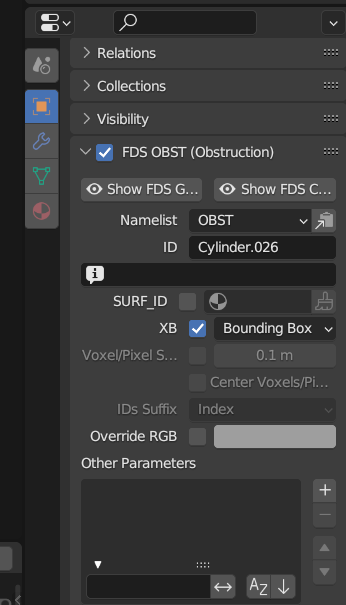 Relations
Collections
Visibility
FDS OBST (Obstruction)
Show FDS G... Show FDS C...
Namelist OBST
ID Cylinder.026
SURF_ID
XB Bounding Box
Voxel/Pixel S... 0.1 m
Center Voxels/Pi...
IDs Suffix Index
Override RGB
Other Parameters
AZ